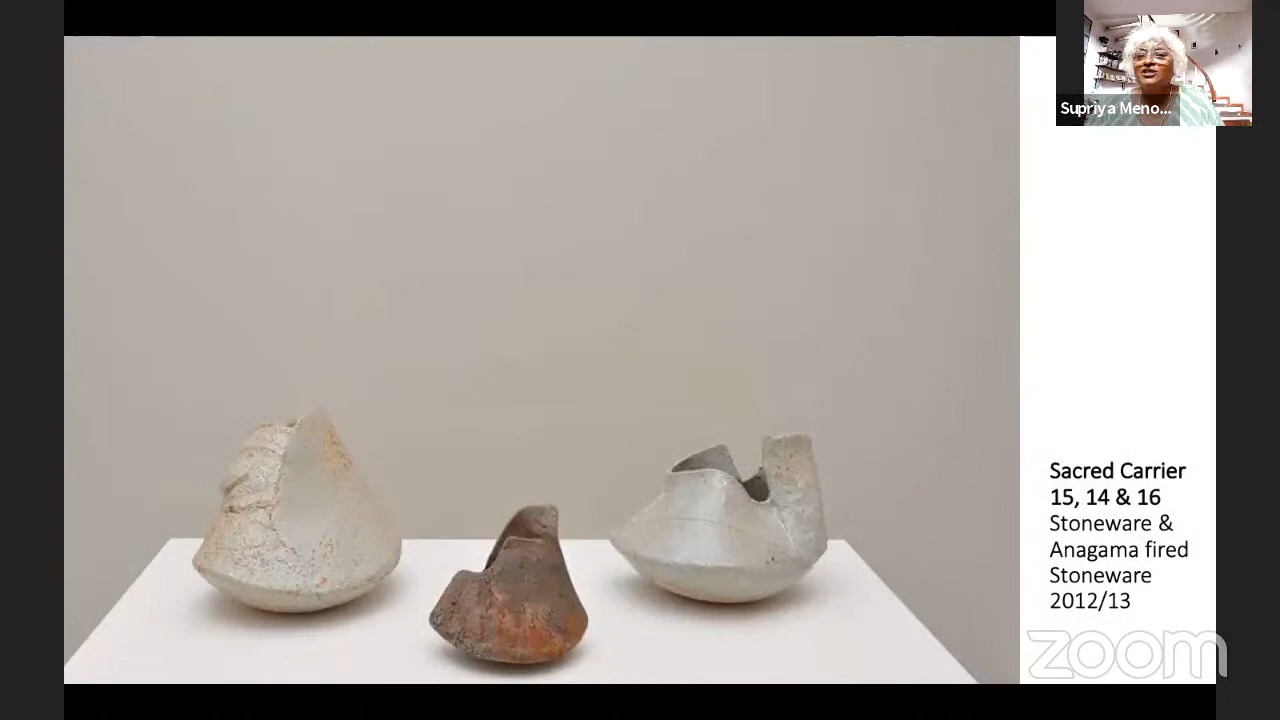 Supriya Meno...
Sacred Carrier
15, 14 & 16
Stoneware &
Anagama fired
Stoneware
2012/13
zoom